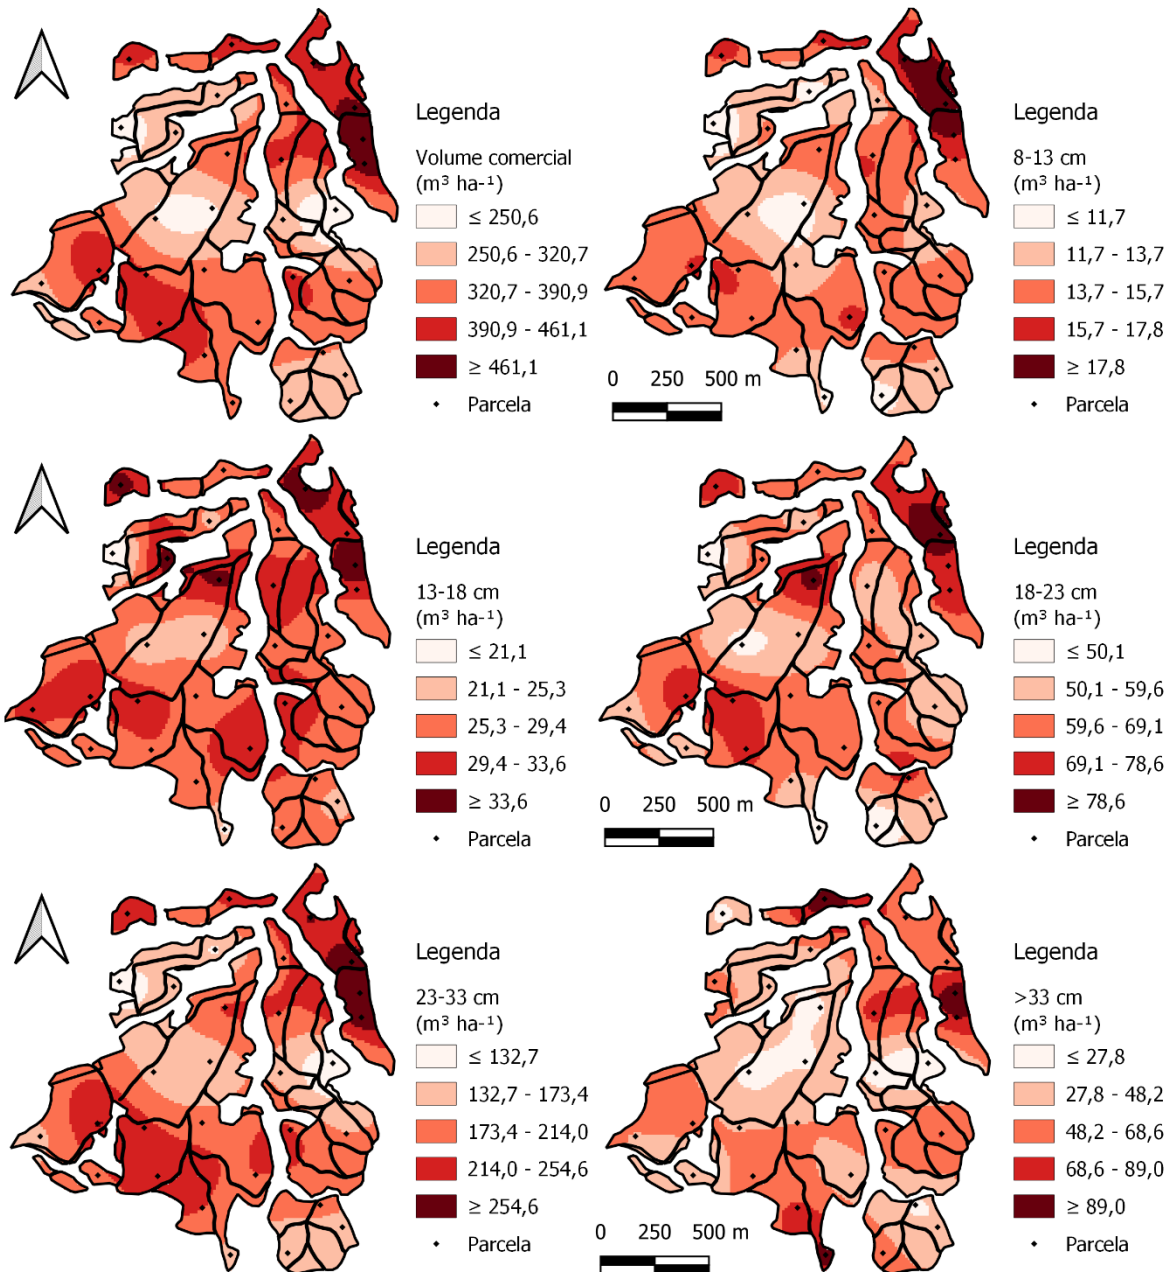 Legenda
Volume comercial
(m³ ha⁻¹)
≤ 250,6
250,6 - 320,7
320,7 - 390,9
390,9 - 461,1
≥ 461,1
Parcela
Legenda
8-13 cm
(m³ ha⁻¹)
≤ 11,7
11,7 - 13,7
13,7 - 15,7
15,7 - 17,8
≥ 17,8
Parcela
0 250 500 m
Legenda
13-18 cm
(m³ ha⁻¹)
≤ 21,1
21,1 - 25,3
25,3 - 29,4
29,4 - 33,6
≥ 33,6
Parcela
Legenda
18-23 cm
(m³ ha⁻¹)
≤ 50,1
50,1 - 59,6
59,6 - 69,1
69,1 - 78,6
≥ 78,6
Parcela
0 250 500 m
Legenda
23-33 cm
(m³ ha⁻¹)
≤ 132,7
132,7 - 173,4
173,4 - 214,0
214,0 - 254,6
≥ 254,6
Parcela
Legenda
>33 cm
(m³ ha⁻¹)
≤ 27,8
27,8 - 48,2
48,2 - 68,6
68,6 - 89,0
≥ 89,0
Parcela
0 250 500 m